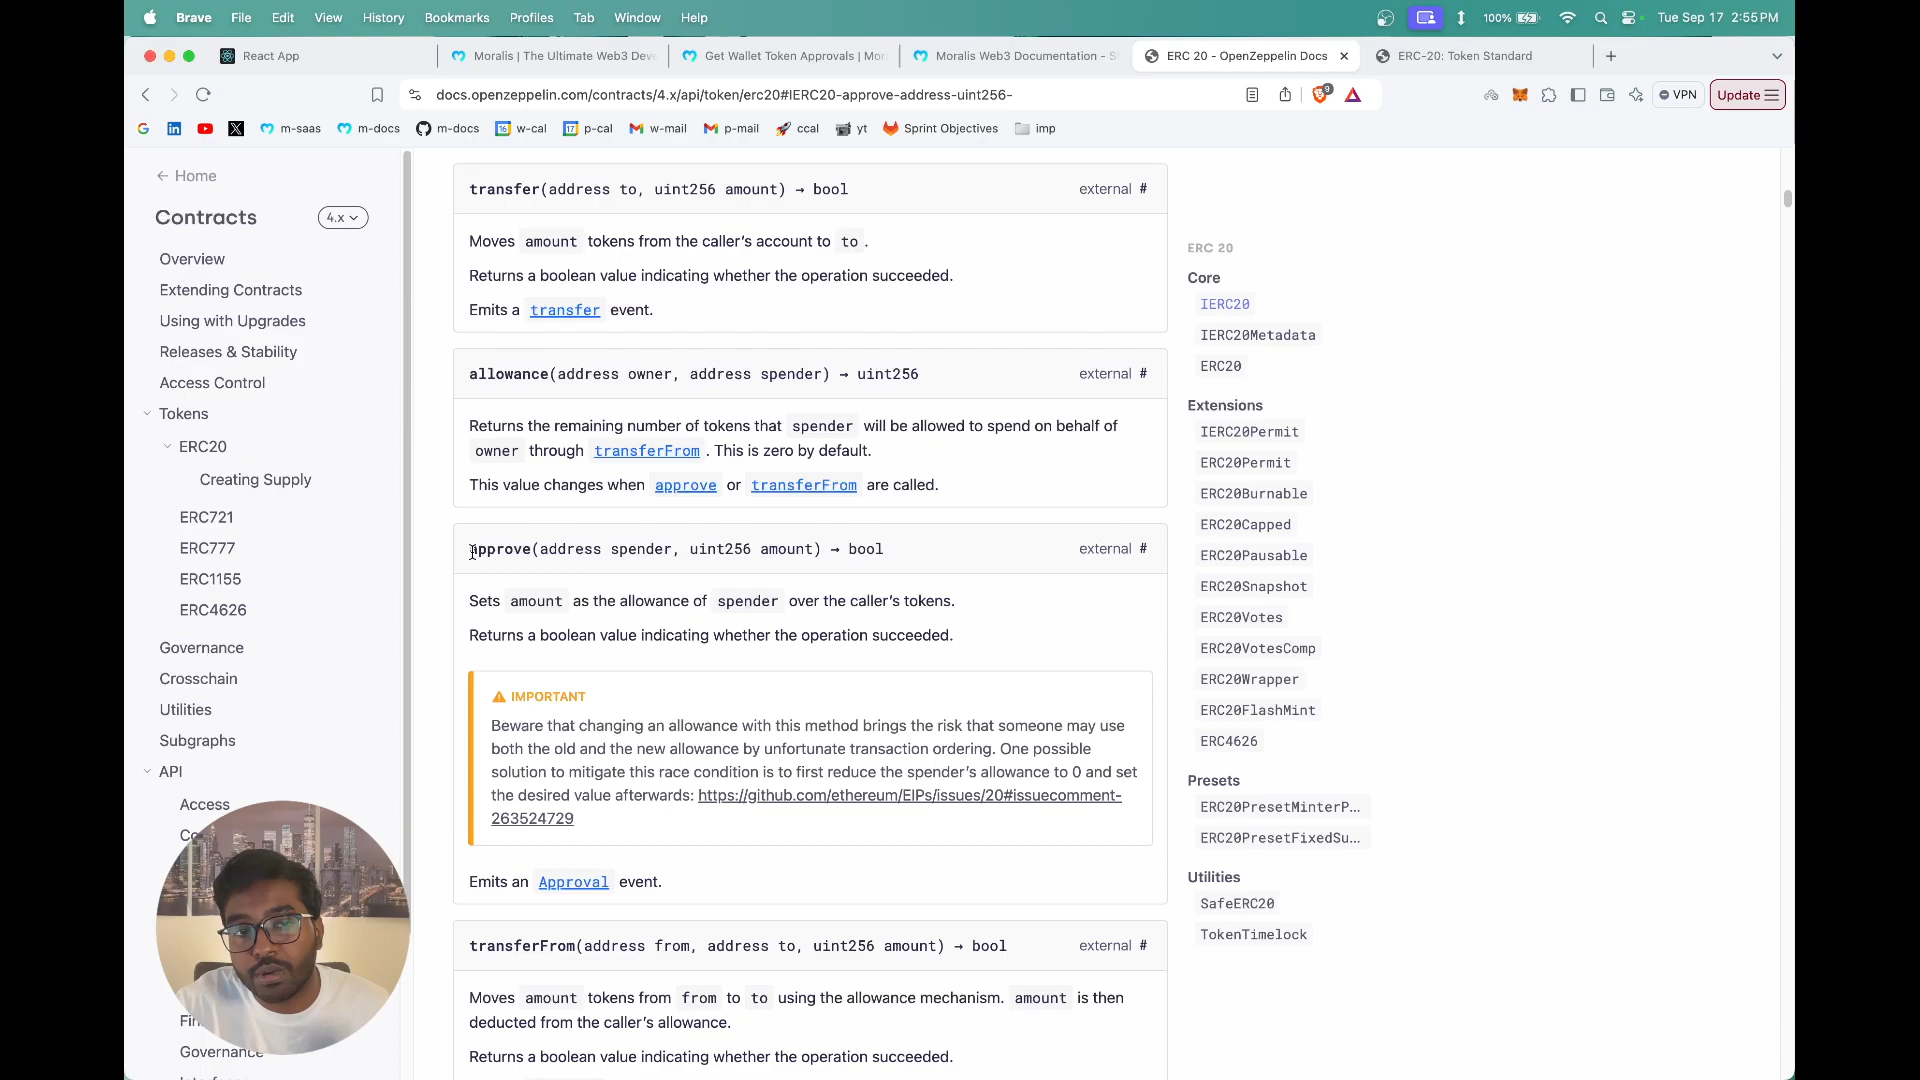 Brave File Edit View History Bookmarks Profiles Tab Window Help 100% Tue Sep 17 2:55PM
React App Moralis | The Ultimate Web3 Deve Get Wallet Token Approvals | Mor Moralis Web3 Documentation - St ERC 20 - OpenZeppelin Docs ERC-20: Token Standard
docs.openzeppelin.com/contracts/4.x/api/token/erc20#IERC20-approve-address-uint256- 9 VPN Update
m-saas m-docs m-docs w-cal p-cal w-mail p-mail ccal yt Sprint Objectives imp
← Home
Contracts 4.x
Overview
Extending Contracts
Using with Upgrades
Releases & Stability
Access Control
Tokens
ERC20
Creating Supply
ERC721
ERC777
ERC1155
ERC4626
Governance
Crosschain
Utilities
Subgraphs
API
Access
Governance
transfer(address to, uint256 amount) → bool external #
Moves amount tokens from the caller's account to to.
Returns a boolean value indicating whether the operation succeeded.
Emits a transfer event.
allowance(address owner, address spender) → uint256 external #
Returns the remaining number of tokens that spender will be allowed to spend on behalf of
owner through transferFrom. This is zero by default.
This value changes when approve or transferFrom are called.
approve(address spender, uint256 amount) → bool external #
Sets amount as the allowance of spender over the caller's tokens.
Returns a boolean value indicating whether the operation succeeded.
IMPORTANT
Beware that changing an allowance with this method brings the risk that someone may use
both the old and the new allowance by unfortunate transaction ordering. One possible
solution to mitigate this race condition is to first reduce the spender's allowance to 0 and set
the desired value afterwards: https://github.com/ethereum/EIPs/issues/20#issuecomment-
263524729
Emits an Approval event.
transferFrom(address from, address to, uint256 amount) → bool external #
Moves amount tokens from from to to using the allowance mechanism. amount is then
deducted from the caller's allowance.
Returns a boolean value indicating whether the operation succeeded.
ERC 20
Core
IERC20
IERC20Metadata
ERC20
Extensions
IERC20Permit
ERC20Permit
ERC20Burnable
ERC20Capped
ERC20Pausable
ERC20Snapshot
ERC20Votes
ERC20VotesComp
ERC20Wrapper
ERC20FlashMint
ERC4626
Presets
ERC20PresetMinterP...
ERC20PresetFixedSu...
Utilities
SafeERC20
TokenTimelock